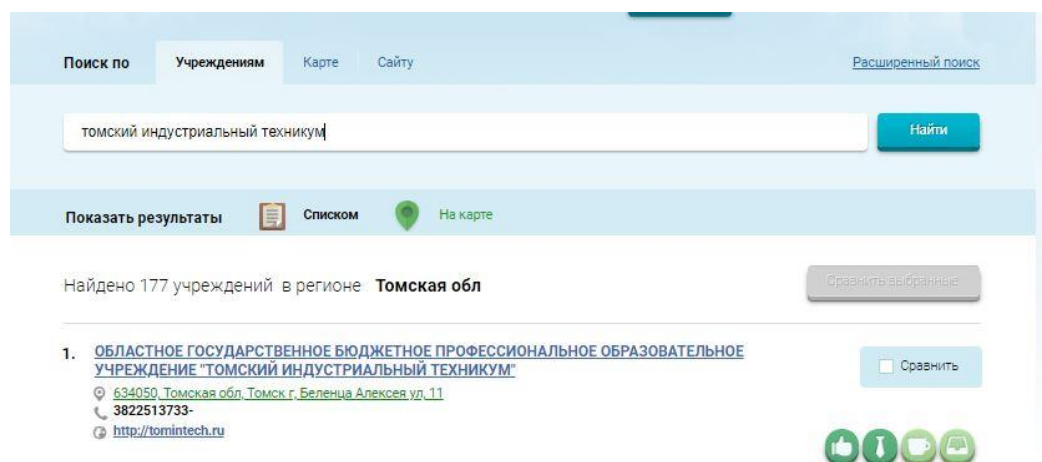 Поиск по Учреждениям Карте Сайту Расширенный поиск
томский индустриальный техникум Найти
Показать результаты Списком На карте
Найдено 177 учреждений в регионе Томская обл Сравнить выбранные
1. ОБЛАСТНОЕ ГОСУДАРСТВЕННОЕ БЮДЖЕТНОЕ ПРОФЕССИОНАЛЬНОЕ ОБРАЗОВАТЕЛЬНОЕ
УЧРЕЖДЕНИЕ "ТОМСКИЙ ИНДУСТРИАЛЬНЫЙ ТЕХНИКУМ" Сравнить
634050, Томская обл, Томск г, Беленца Алексея ул, 11
3822513733-
http://tomintech.ru